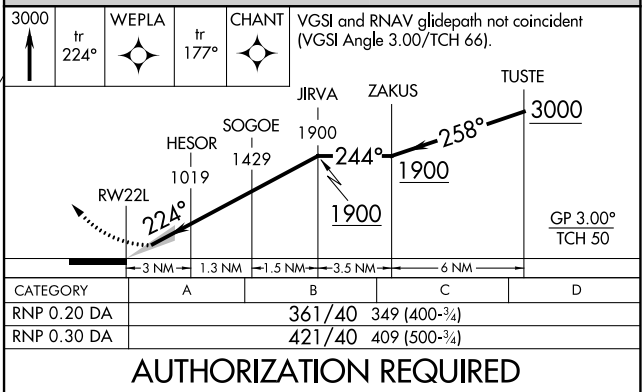 3000 tr 224° WEPLA tr 177° CHANT VGSI and RNAV glidepath not coincident
(VGSI Angle 3.00/TCH 66).
TUSTE
3000
258°
ZAKUS
1900
244°
JIRVA
1900
1900
SOGOE
1429
HESOR
1019
RW22L
224°
GP 3.00°
TCH 50
3 NM 1.3 NM 1.5 NM 3.5 NM 6 NM
CATEGORY A B C D
RNP 0.20 DA 361/40 349 (400-¾)
RNP 0.30 DA 421/40 409 (500-¾)
AUTHORIZATION REQUIRED